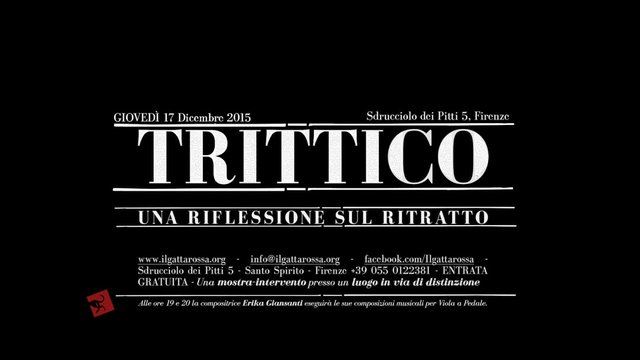 GIOVEDÌ 17 Dicembre 2015
Sdrucciolo dei Pitti 5, Firenze
TRITTICO
UNA RIFLESSIONE SUL RITRATTO
www.ilgattarossa.org - info@ilgattarossa.org - facebook.com/Ilgattarossa -
Sdrucciolo dei Pitti 5 - Santo Spirito - Firenze +39 055 0122381 - ENTRATA
GRATUITA - Una mostra-intervento presso un luogo in via di distinzione
Alle ore 19 e 20 la compositrice Erika Giansanti eseguirà le sue composizioni musicali per Viola a Pedale.